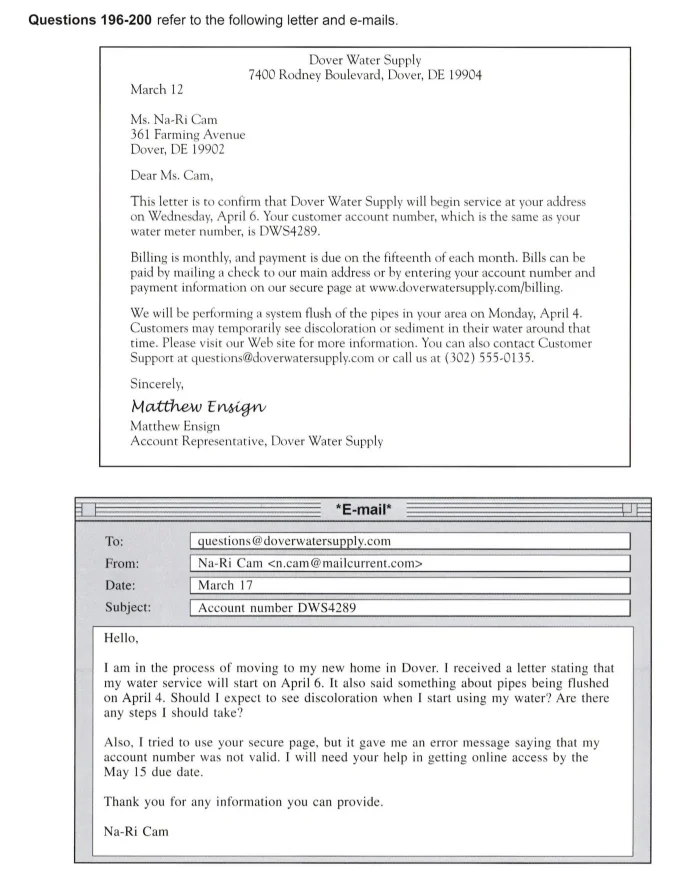 Questions 196-200 refer to the following letter and e-mails.
Dover Water Supply
7400 Rodney Boulevard, Dover, DE 19904
March 12
Ms. Na-Ri Cam
361 Farming Avenue
Dover, DE 19902
Dear Ms. Cam,
This letter is to confirm that Dover Water Supply will begin service at your address
on Wednesday, April 6. Your customer account number, which is the same as your
water meter number, is DWS4289.
Billing is monthly, and payment is due on the fifteenth of each month. Bills can be
paid by mailing a check to our main address or by entering your account number and
payment information on our secure page at www.doverwatersupply.com/billing.
We will be performing a system flush of the pipes in your area on Monday, April 4.
Customers may temporarily see discoloration or sediment in their water around that
time. Please visit our Web site for more information. You can also contact Customer
Support at questions@doverwatersupply.com or call us at (302) 555-0135.
Sincerely,
Matthew Ensign
Matthew Ensign
Account Representative, Dover Water Supply
*E-mail*
To: questions@doverwatersupply.com
From: Na-Ri Cam <n.cam@mailcurrent.com>
Date: March 17
Subject: Account number DWS4289
Hello,
I am in the process of moving to my new home in Dover. I received a letter stating that
my water service will start on April 6. It also said something about pipes being flushed
on April 4. Should I expect to see discoloration when I start using my water? Are there
any steps I should take?
Also, I tried to use your secure page, but it gave me an error message saying that my
account number was not valid. I will need your help in getting online access by the
May 15 due date.
Thank you for any information you can provide.
Na-Ri Cam